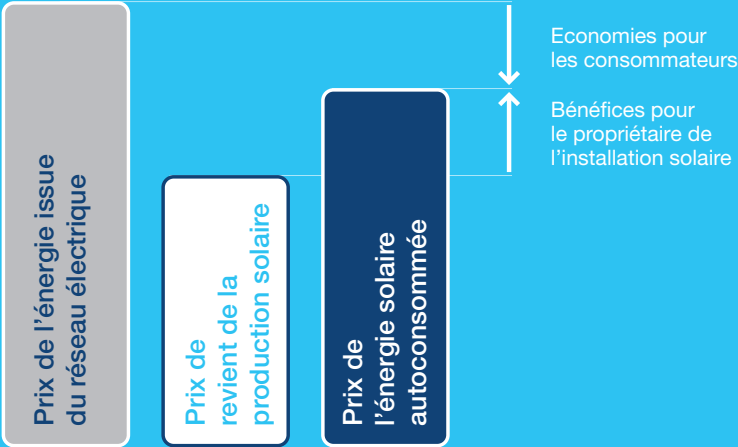 Prix de l’énergie issue
du réseau électrique
Prix de
revient de la
production solaire
Prix de
l’énergie solaire
autoconsommée
Economies pour
les consommateurs
Bénéfices pour
le propriétaire de
l’installation solaire